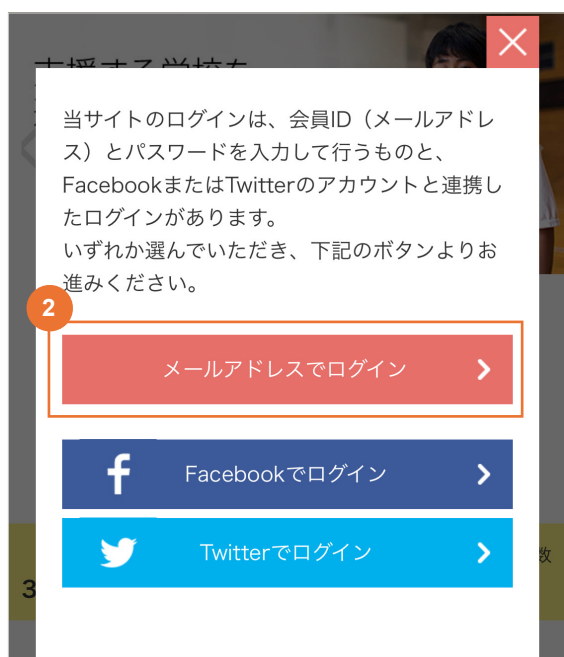 当サイトのログインは、会員ID（メールアドレ
ス）とパスワードを入力して行うものと、
FacebookまたはTwitterのアカウントと連携し
たログインがあります。
いずれか選んでいただき、下記のボタンよりお
進みください。
2
メールアドレスでログイン
Facebookでログイン
Twitterでログイン
数
3